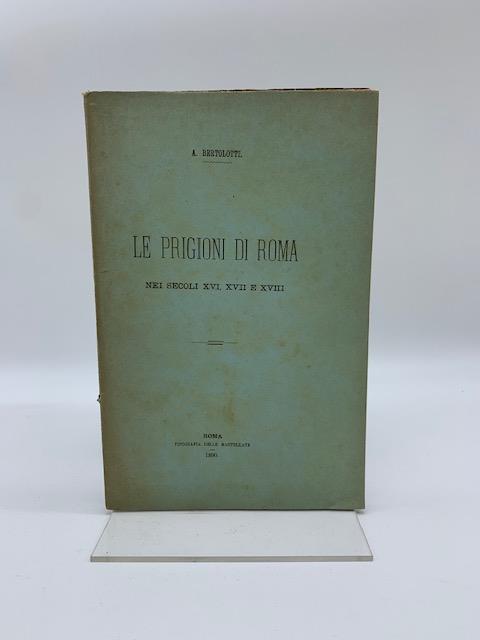 A. BERTOLOTTI.
LE PRIGIONI DI ROMA
NEI SECOLI XVI, XVII E XVIII
ROMA
TIPOGRAFIA DELLE MANTELLATE
1890